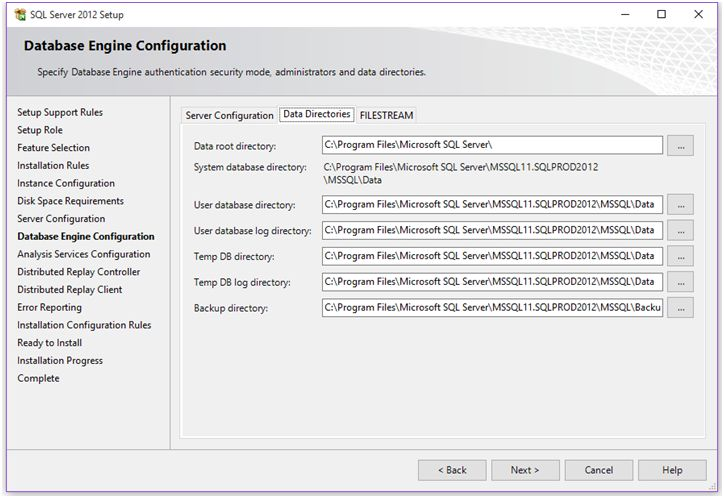 SQL Server 2012 Setup
Database Engine Configuration
Specify Database Engine authentication security mode, administrators and data directories.
Setup Support Rules
Setup Role
Feature Selection
Installation Rules
Instance Configuration
Disk Space Requirements
Server Configuration
Database Engine Configuration
Analysis Services Configuration
Distributed Replay Controller
Distributed Replay Client
Error Reporting
Installation Configuration Rules
Ready to Install
Installation Progress
Complete
Server Configuration Data Directories FILESTREAM
Data root directory: C:\Program Files\Microsoft SQL Server\ ...
System database directory: C:\Program Files\Microsoft SQL Server\MSSQL11.SQLPROD2012
\MSSQL\Data
User database directory: C:\Program Files\Microsoft SQL Server\MSSQL11.SQLPROD2012\MSSQL\Data ...
User database log directory: C:\Program Files\Microsoft SQL Server\MSSQL11.SQLPROD2012\MSSQL\Data ...
Temp DB directory: C:\Program Files\Microsoft SQL Server\MSSQL11.SQLPROD2012\MSSQL\Data ...
Temp DB log directory: C:\Program Files\Microsoft SQL Server\MSSQL11.SQLPROD2012\MSSQL\Data ...
Backup directory: C:\Program Files\Microsoft SQL Server\MSSQL11.SQLPROD2012\MSSQL\Backu ...
< Back Next > Cancel Help